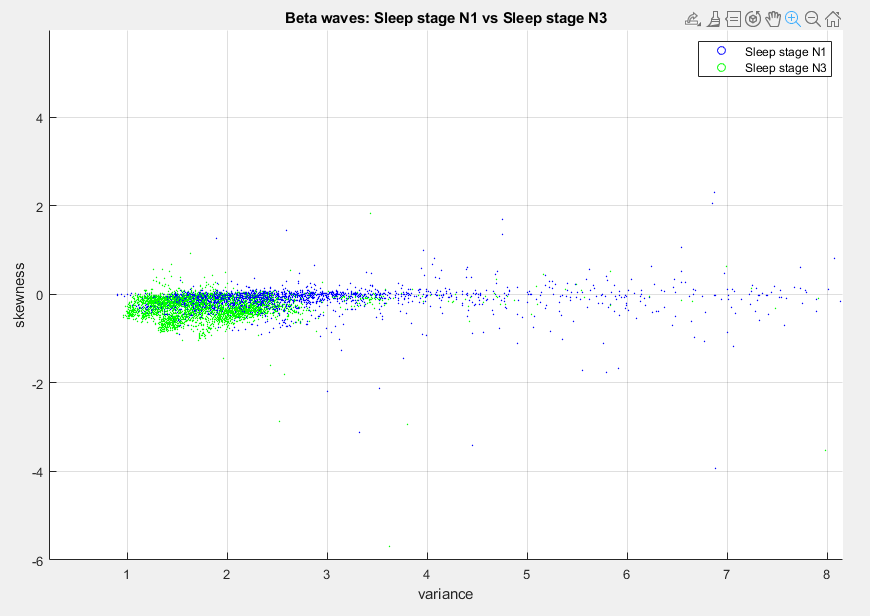 Beta waves: Sleep stage N1 vs Sleep stage N3
Sleep stage N1
Sleep stage N3
4
2
0
-2
-4
-6
skewness
1 2 3 4 5 6 7 8
variance